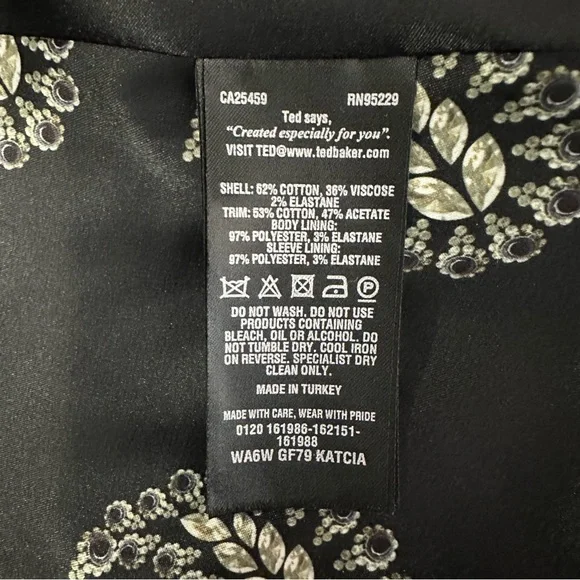 CA25459 RN95229
Ted says,
“Created especially for you”.
VISIT TED@www.tedbaker.com
SHELL: 62% COTTON, 36% VISCOSE
2% ELASTANE
TRIM: 53% COTTON, 47% ACETATE
BODY LINING:
97% POLYESTER, 3% ELASTANE
SLEEVE LINING:
97% POLYESTER, 3% ELASTANE
P
DO NOT WASH. DO NOT USE
PRODUCTS CONTAINING
BLEACH, OIL OR ALCOHOL. DO
NOT TUMBLE DRY. COOL IRON
ON REVERSE. SPECIALIST DRY
CLEAN ONLY.
MADE IN TURKEY
MADE WITH CARE, WEAR WITH PRIDE
0120 161986-162151-
161988
WA6W GF79 KATCIA